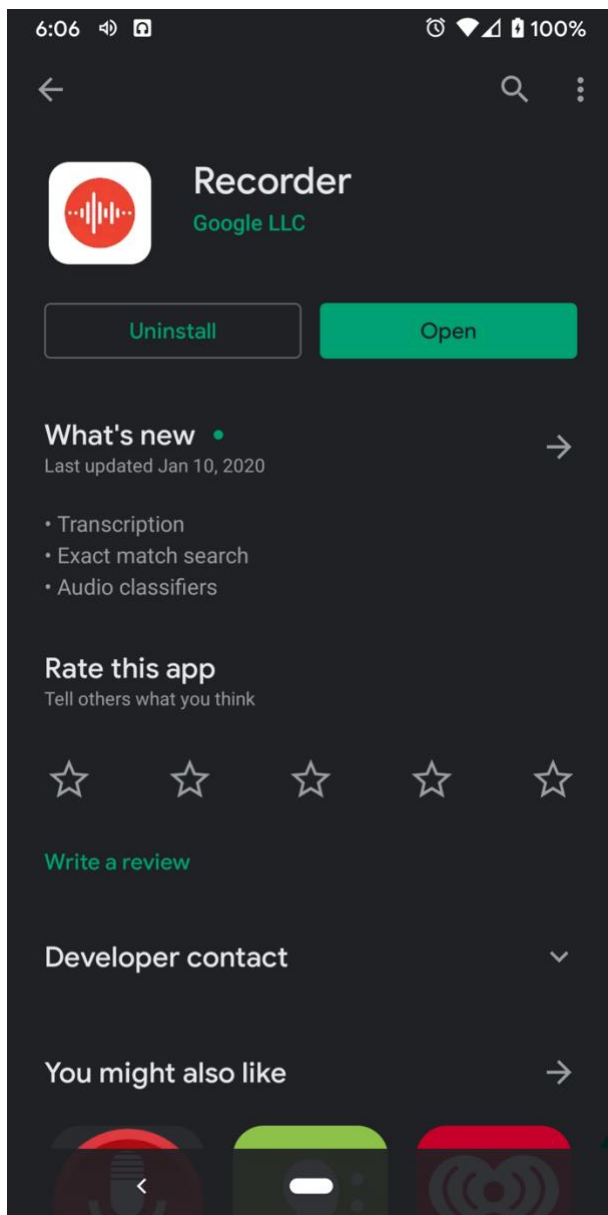 6:06
100%
Recorder
Google LLC
Uninstall
Open
What's new
Last updated Jan 10, 2020
• Transcription
• Exact match search
• Audio classifiers
Rate this app
Tell others what you think
Write a review
Developer contact
You might also like